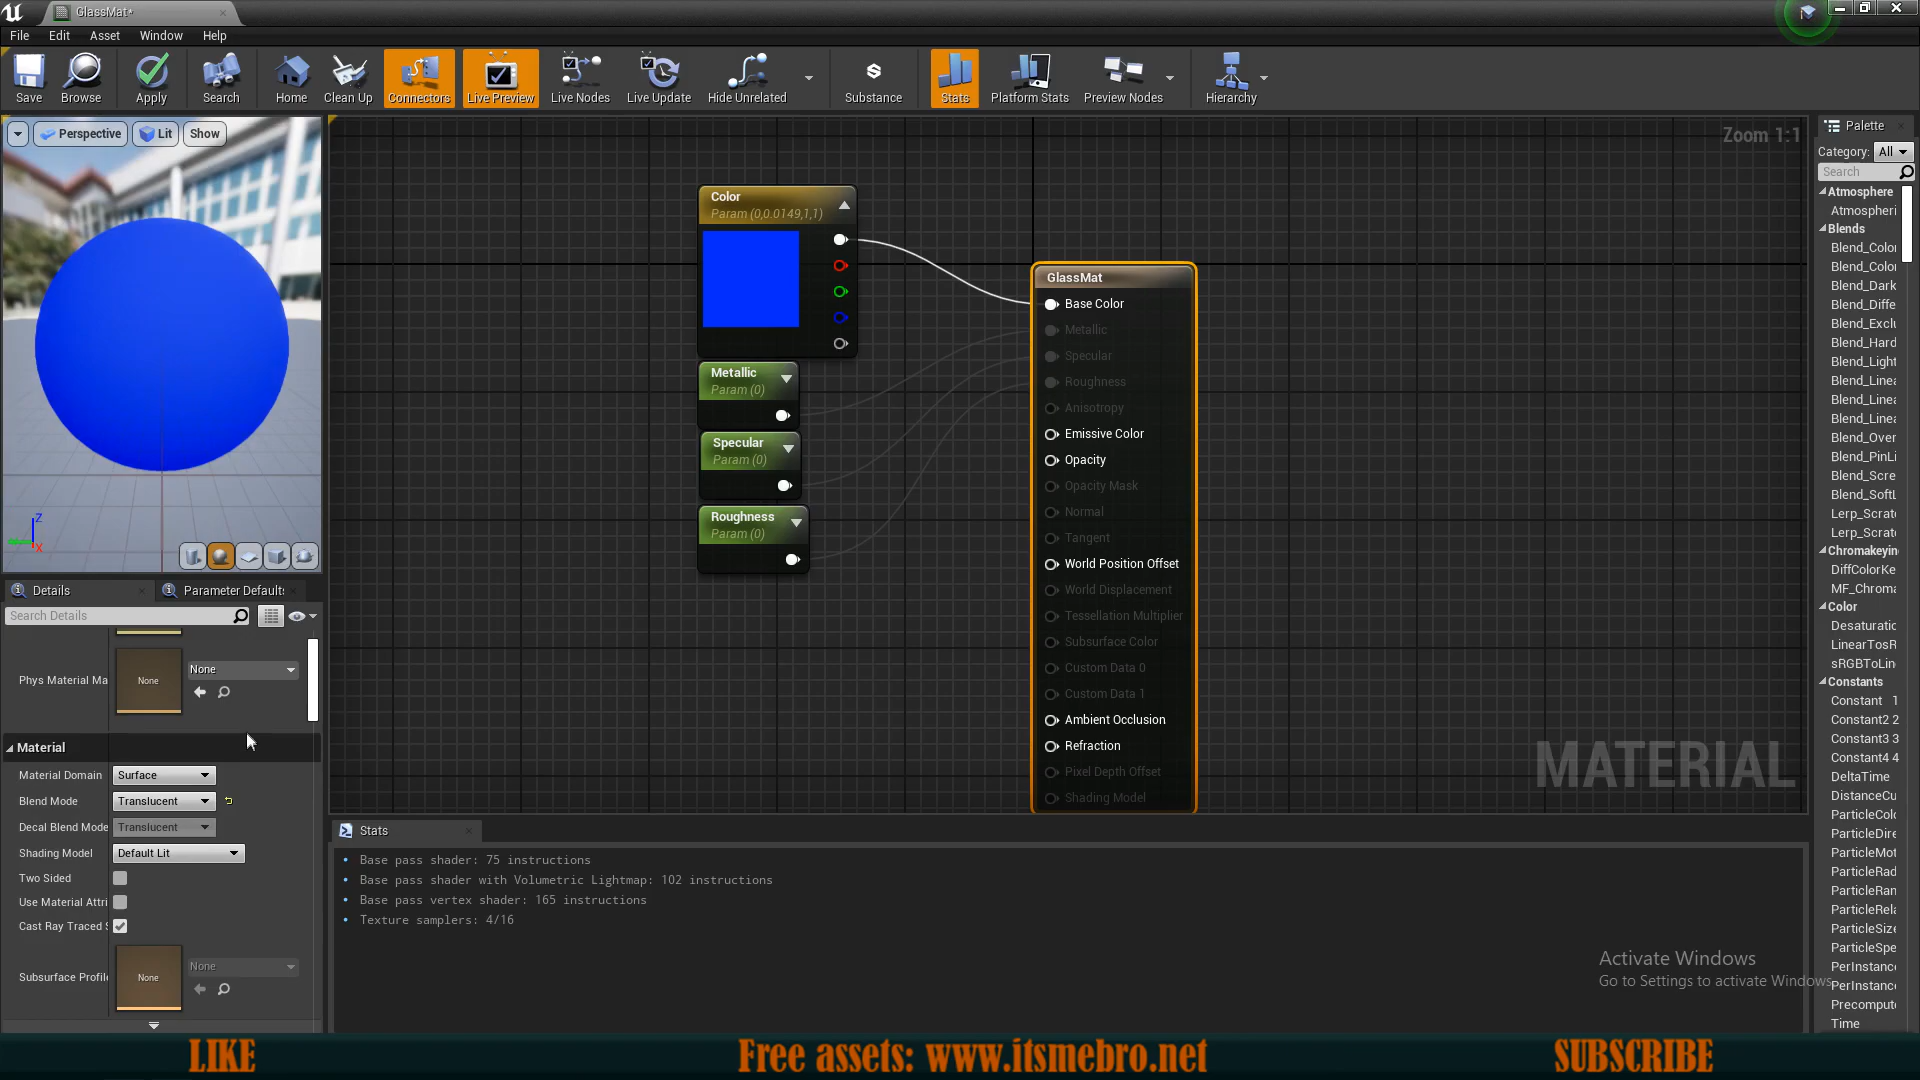 GlassMat*
File Edit Asset Window Help
Save Browse Apply Search Home Clean Up Connectors Live Preview Live Nodes Live Update Hide Unrelated Substance Stats Platform Stats Preview Nodes Hierarchy
Perspective Lit Show
Z
X
Details Parameter Defaults
Search Details
Phys Material Ma
None
None
Material
Material Domain Surface
Blend Mode Translucent
Decal Blend Mode Translucent
Shading Model Default Lit
Two Sided
Use Material Attri
Cast Ray Traced S
Subsurface Profile
None
None
Zoom 1:1
Color
Param (0,0.0149,1,1)
Metallic
Param (0)
Specular
Param (0)
Roughness
Param (0)
GlassMat
Base Color
Metallic
Specular
Roughness
Anisotropy
Emissive Color
Opacity
Opacity Mask
Normal
Tangent
World Position Offset
World Displacement
Tessellation Multiplier
Subsurface Color
Custom Data 0
Custom Data 1
Ambient Occlusion
Refraction
Pixel Depth Offset
Shading Model
MATERIAL
Stats
Base pass shader: 75 instructions
Base pass shader with Volumetric Lightmap: 102 instructions
Base pass vertex shader: 165 instructions
Texture samplers: 4/16
Palette
Category: All
Search
Atmosphere
Atmospheri
Blends
Blend_Colo
Blend_Colo
Blend_Dark
Blend_Diffe
Blend_Exclu
Blend_Hard
Blend_Light
Blend_Linea
Blend_Linea
Blend_Linea
Blend_Over
Blend_PinLi
Blend_Scre
Blend_SoftL
Lerp_Scrato
Lerp_Scrato
Chromakeyin
DiffColorKe
MF_Chroma
Color
Desaturatio
LinearTosR
sRGBToLin
Constants
Constant 1
Constant2 2
Constant3 3
Constant4 4
DeltaTime
DistanceCu
ParticleColo
ParticleDire
ParticleMot
ParticleRad
ParticleRan
ParticleRela
ParticleSize
ParticleSpe
PerInstance
PerInstance
Precompute
Time
Activate Windows
Go to Settings to activate Windows
LIKE Free assets: www.itsmebro.net SUBSCRIBE